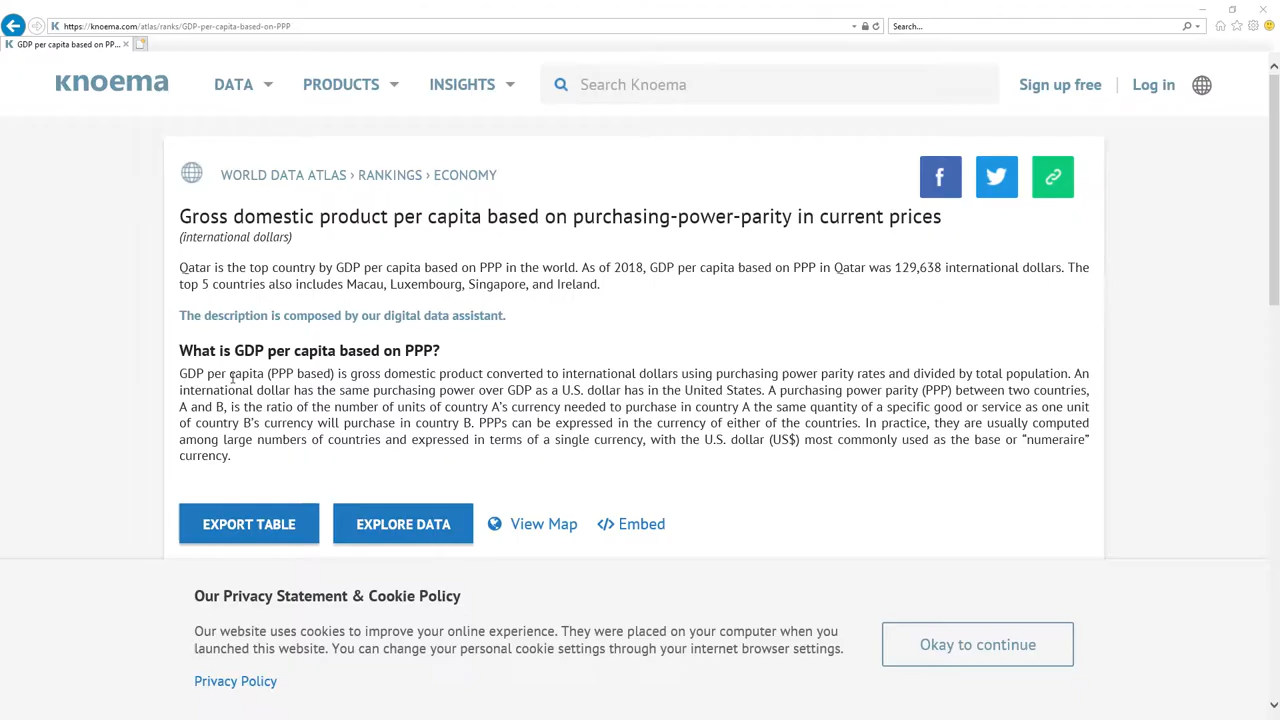 https://knoema.com/atlas/ranks/GDP-per-capita-based-on-PPP
Search...
K GDP per capita based on PP...
knoema
DATA
PRODUCTS
INSIGHTS
Search Knoema
Sign up free
Log in
WORLD DATA ATLAS › RANKINGS › ECONOMY
Gross domestic product per capita based on purchasing-power-parity in current prices
(international dollars)
Qatar is the top country by GDP per capita based on PPP in the world. As of 2018, GDP per capita based on PPP in Qatar was 129,638 international dollars. The
top 5 countries also includes Macau, Luxembourg, Singapore, and Ireland.
The description is composed by our digital data assistant.
What is GDP per capita based on PPP?
GDP per capita (PPP based) is gross domestic product converted to international dollars using purchasing power parity rates and divided by total population. An
international dollar has the same purchasing power over GDP as a U.S. dollar has in the United States. A purchasing power parity (PPP) between two countries,
A and B, is the ratio of the number of units of country A’s currency needed to purchase in country A the same quantity of a specific good or service as one unit
of country B’s currency will purchase in country B. PPPs can be expressed in the currency of either of the countries. In practice, they are usually computed
among large numbers of countries and expressed in terms of a single currency, with the U.S. dollar (US$) most commonly used as the base or “numeraire”
currency.
EXPORT TABLE
EXPLORE DATA
View Map
</> Embed
Our Privacy Statement & Cookie Policy
Our website uses cookies to improve your online experience. They were placed on your computer when you
launched this website. You can change your personal cookie settings through your internet browser settings.
Okay to continue
Privacy Policy